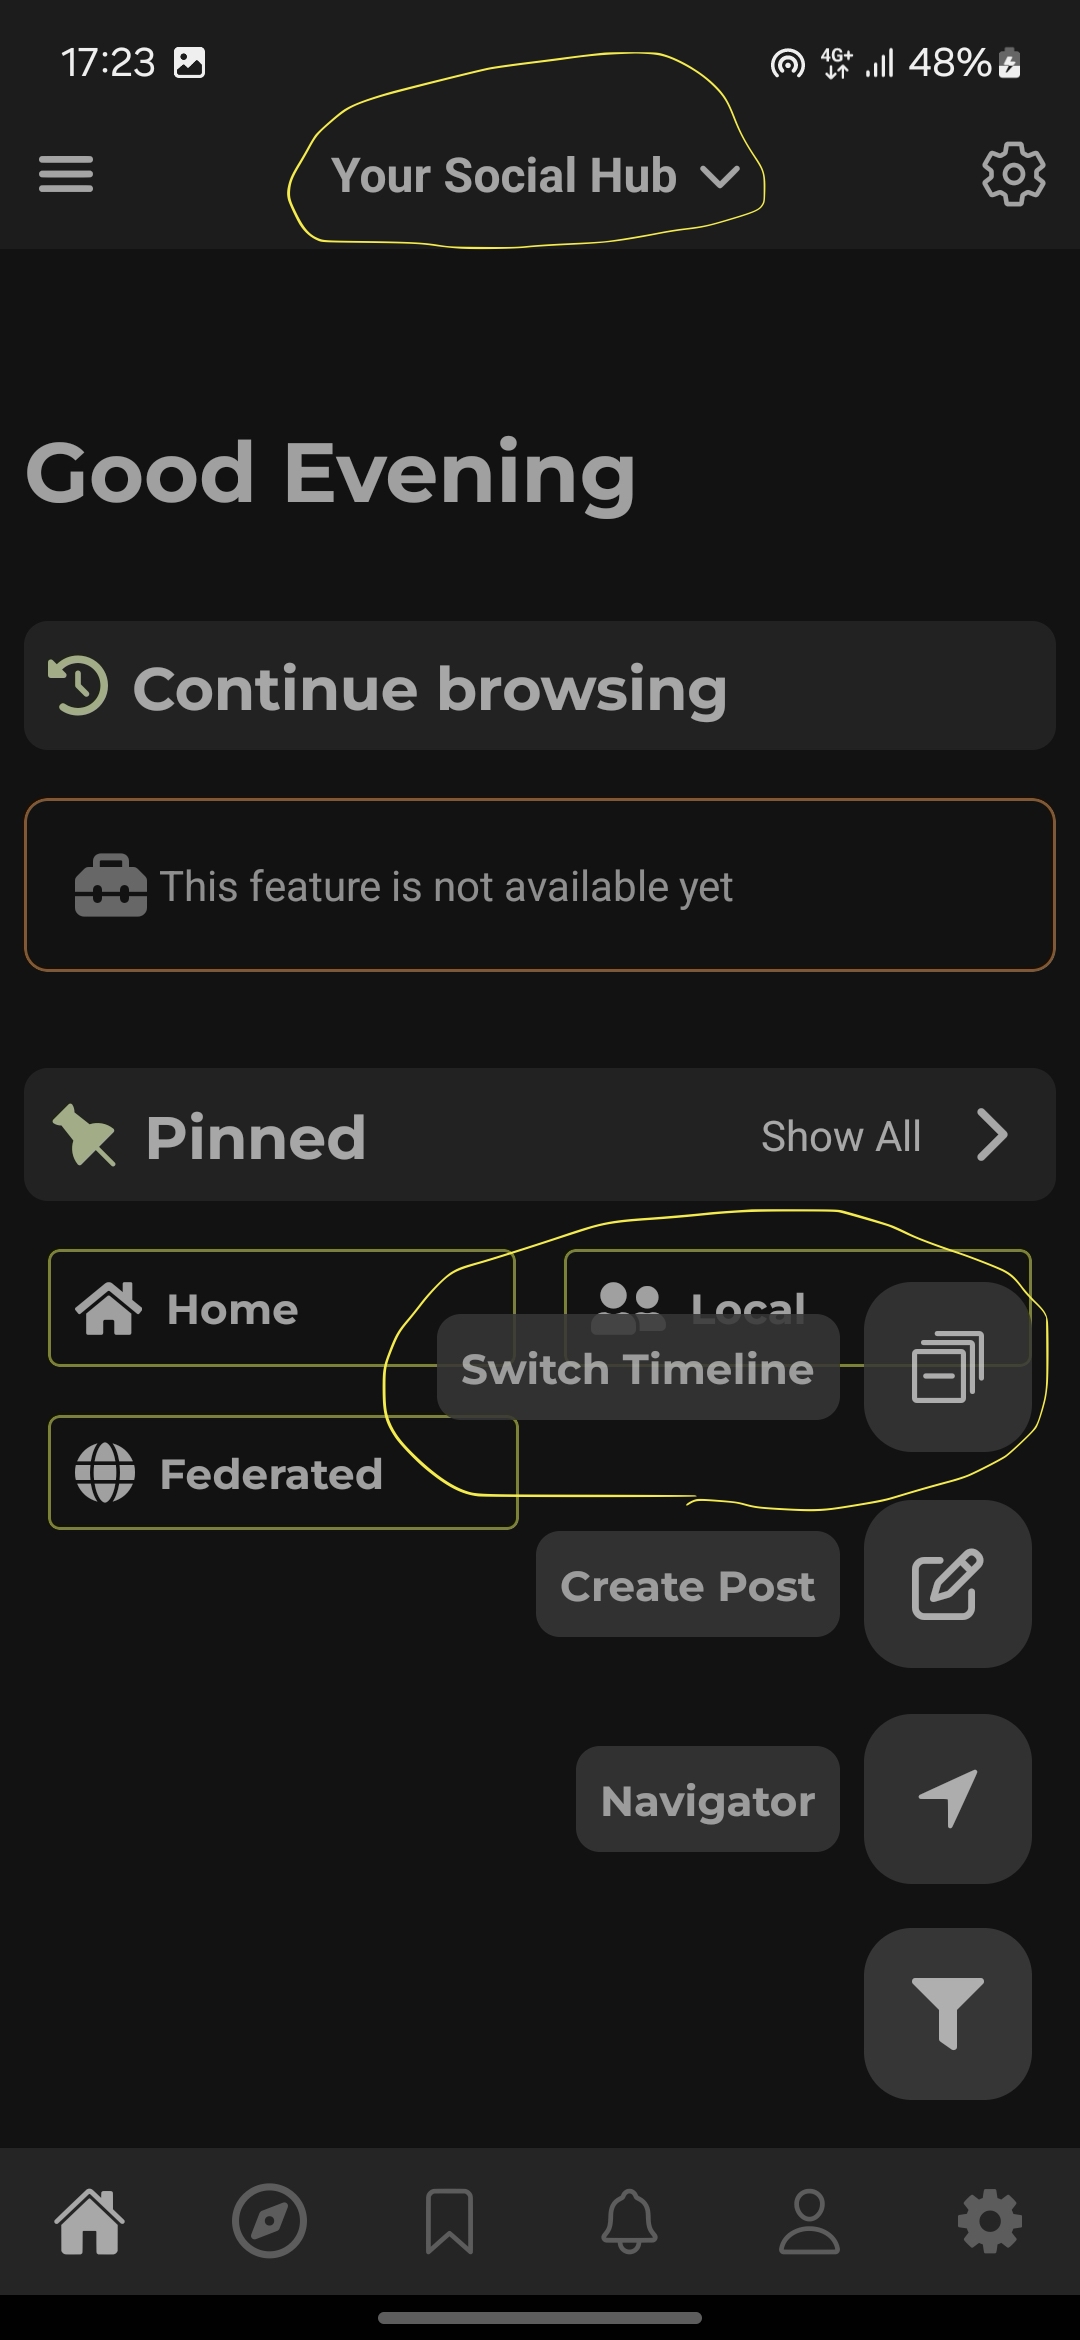 17:23 4G+ 48%
Your Social Hub
Good Evening
Continue browsing
This feature is not available yet
Pinned Show All
Home Local
Switch Timeline
Federated
Create Post
Navigator